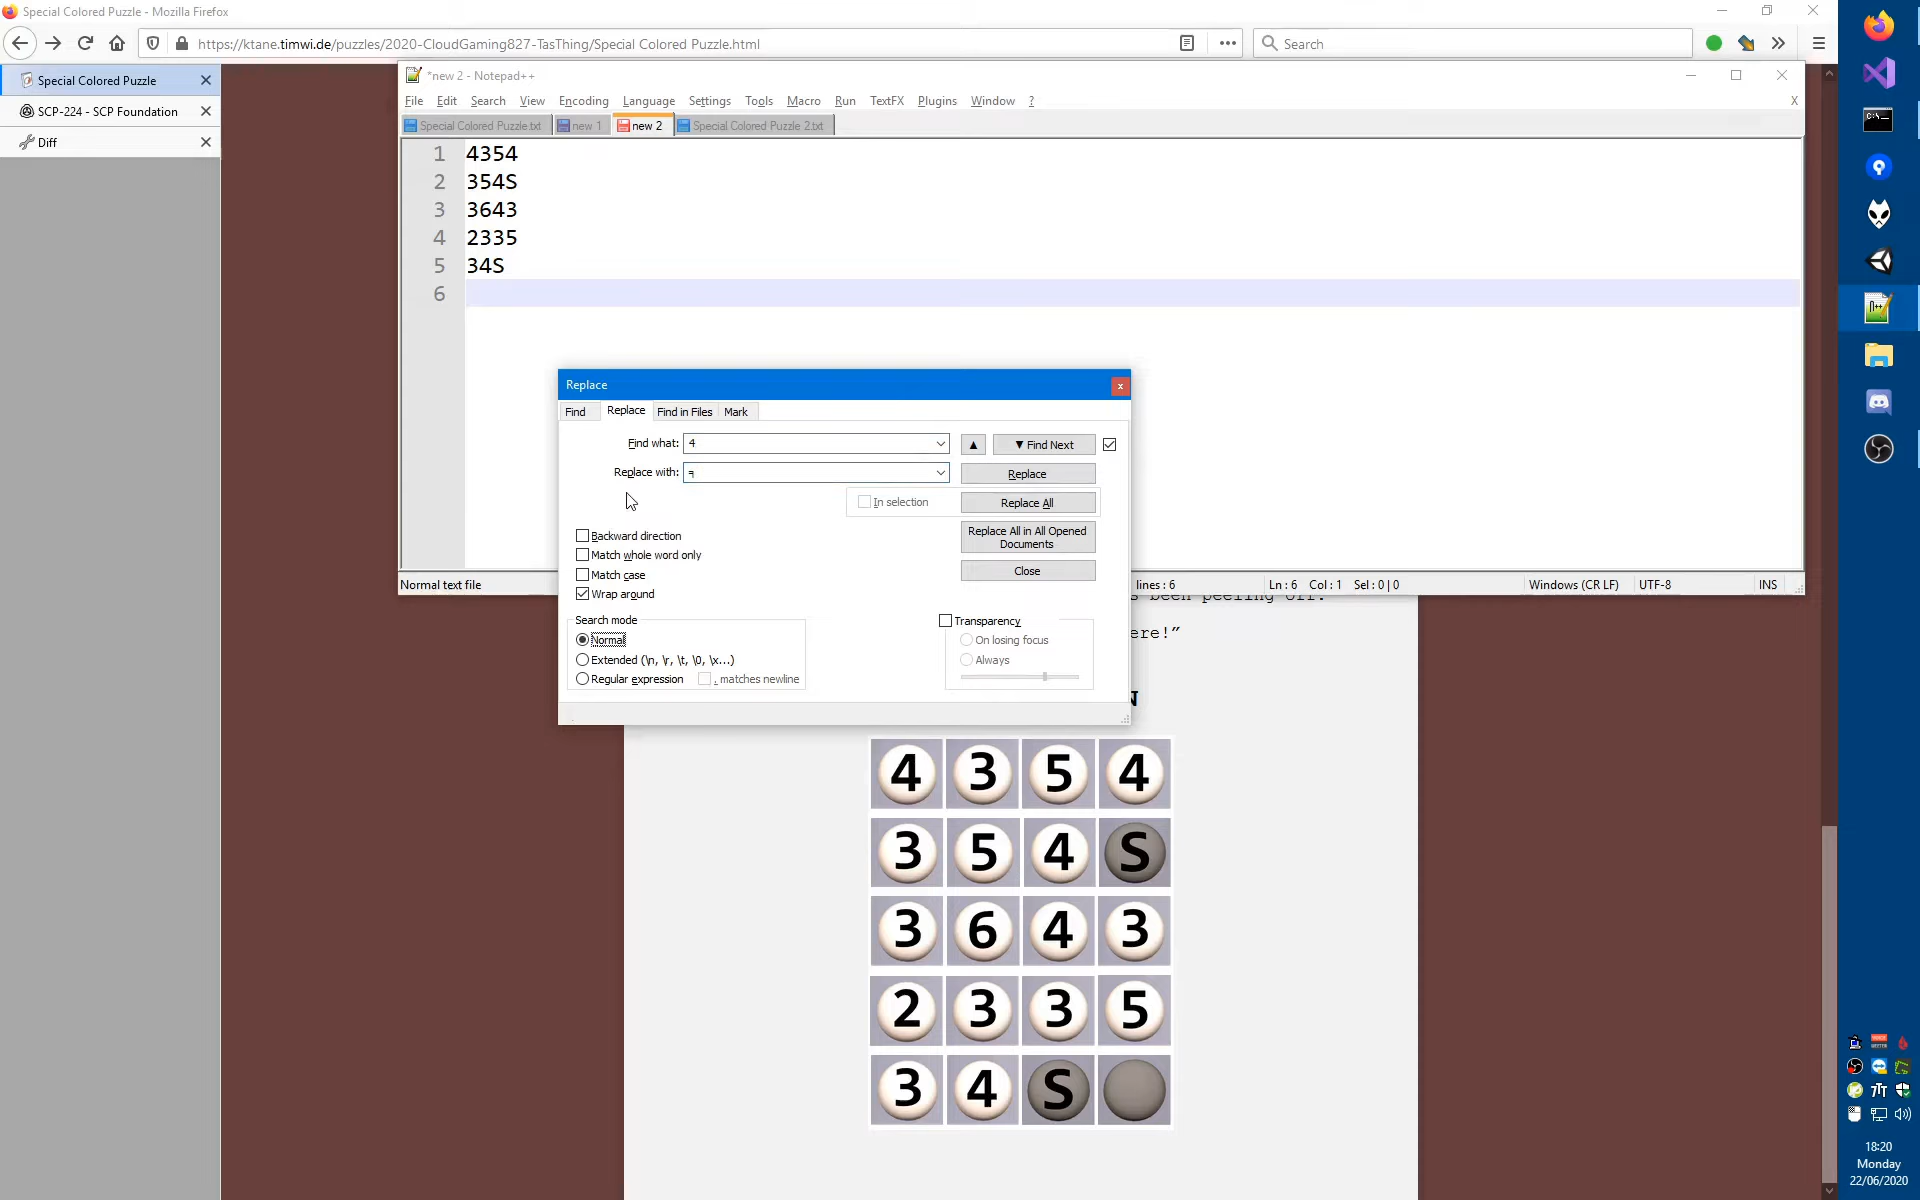 Special Colored Puzzle - Mozilla Firefox
https://ktane.timwi.de/puzzles/2020-CloudGaming827-TasThing/Special Colored Puzzle.html
Search
Special Colored Puzzle
SCP-224 - SCP Foundation
Diff
*new 2 - Notepad++
File Edit Search View Encoding Language Settings Tools Macro Run TextFX Plugins Window ? X
Special Colored Puzzle.txt new 1 new 2 Special Colored Puzzle 2.txt
1 4354
2 354S
3 3643
4 2335
5 34S
6
Replace
Find Replace Find in Files Mark
Find what: 4 ▲ ▼ Find Next
Replace with: Replace
In selection Replace All
Backward direction
Replace All in All Opened
Documents
Match whole word only
Match case
Close
Wrap around
Search mode
Normal
Extended (\n, \r, \t, \0, \x...)
Regular expression . matches newline
Transparency
On losing focus
Always
Normal text file lines : 6 Ln : 6 Col : 1 Sel : 0 | 0 Windows (CR LF) UTF-8 INS
been peeling off.
ere!”
N
4 3 5 4
3 5 4 S
3 6 4 3
2 3 3 5
3 4 S
18:20
Monday
22/06/2020